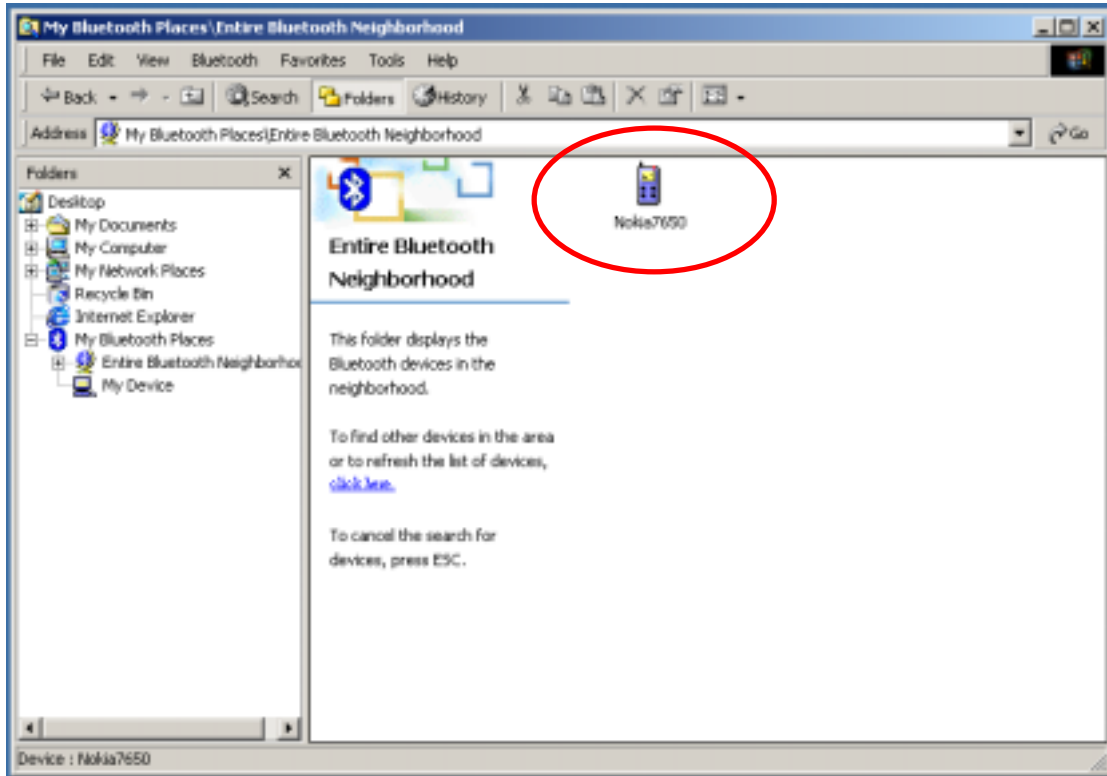 My Bluetooth Places\Entire Bluetooth Neighborhood
File Edit View Bluetooth Favorites Tools Help
Back Search Folders History
Address My Bluetooth Places\Entire Bluetooth Neighborhood Go
Folders
Desktop
My Documents
My Computer
My Network Places
Recycle Bin
Internet Explorer
My Bluetooth Places
Entire Bluetooth Neighborhoo
My Device
Entire Bluetooth
Neighborhood
This folder displays the
Bluetooth devices in the
neighborhood.
To find other devices in the area
or to refresh the list of devices,
click here.
To cancel the search for
devices, press ESC.
Nokia7650
Device : Nokia7650